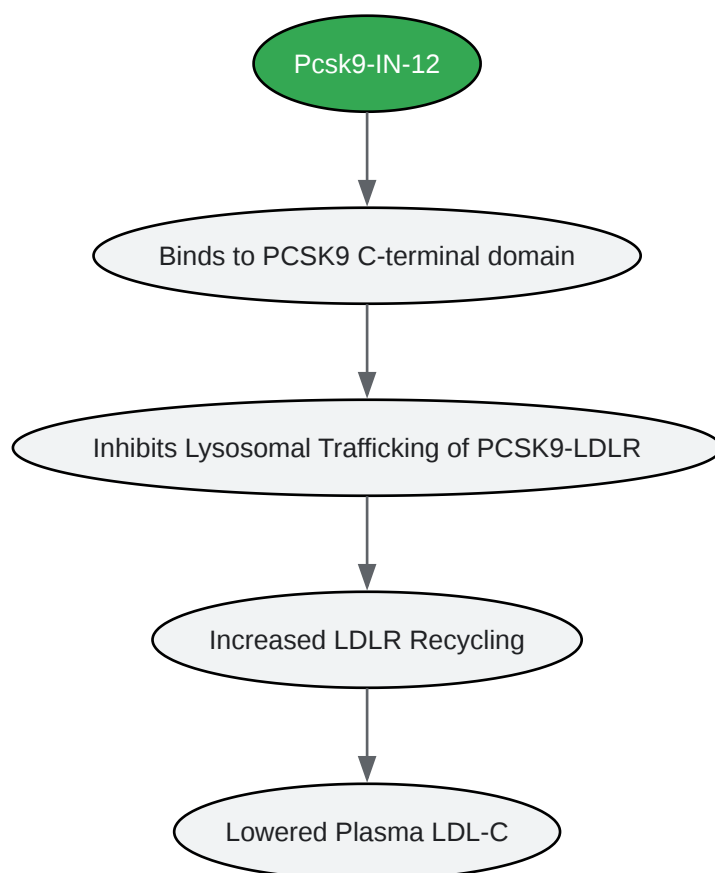 Pcsk9-IN-12
Binds to PCSK9 C-terminal domain
Inhibits Lysosomal Trafficking of PCSK9-LDLR
Increased LDLR Recycling
Lowered Plasma LDL-C